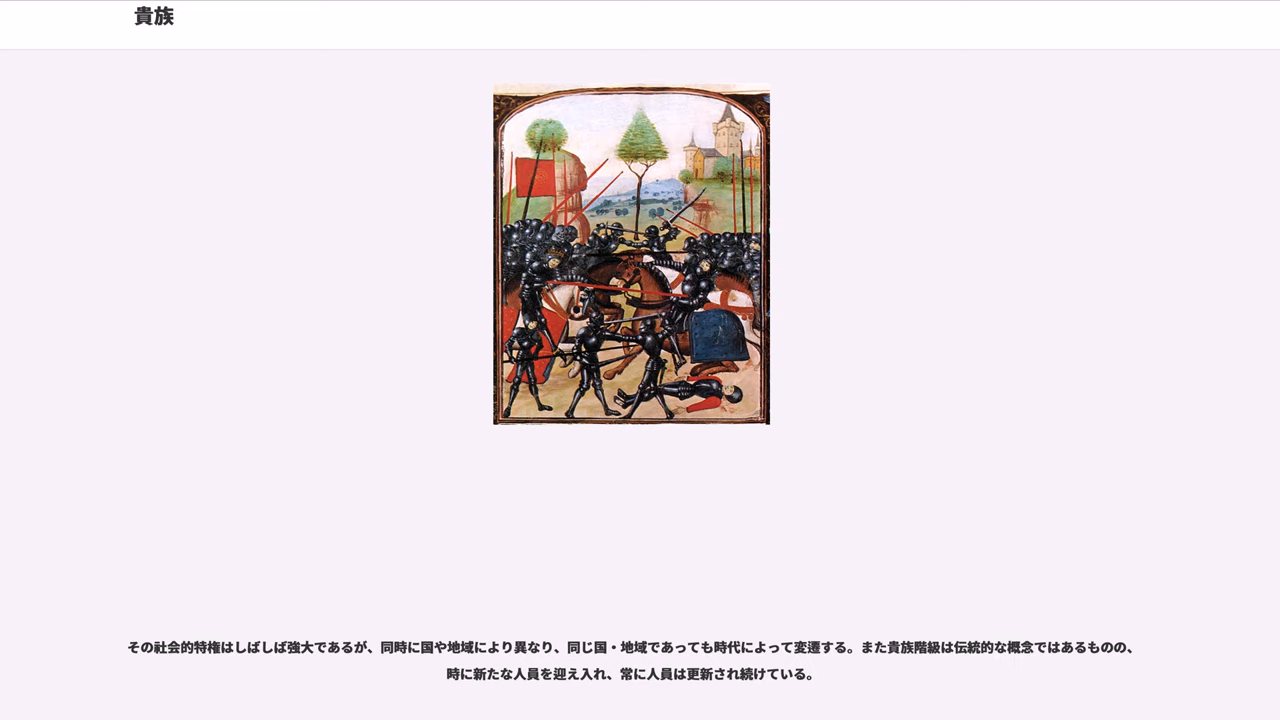 貴族
その社会的特権はしばしば強大であるが、同時に国や地域により異なり、同じ国・地域であっても時代によって変遷する。また貴族階級は伝統的な概念ではあるものの、
時に新たな人員を迎え入れ、常に人員は更新され続けている。